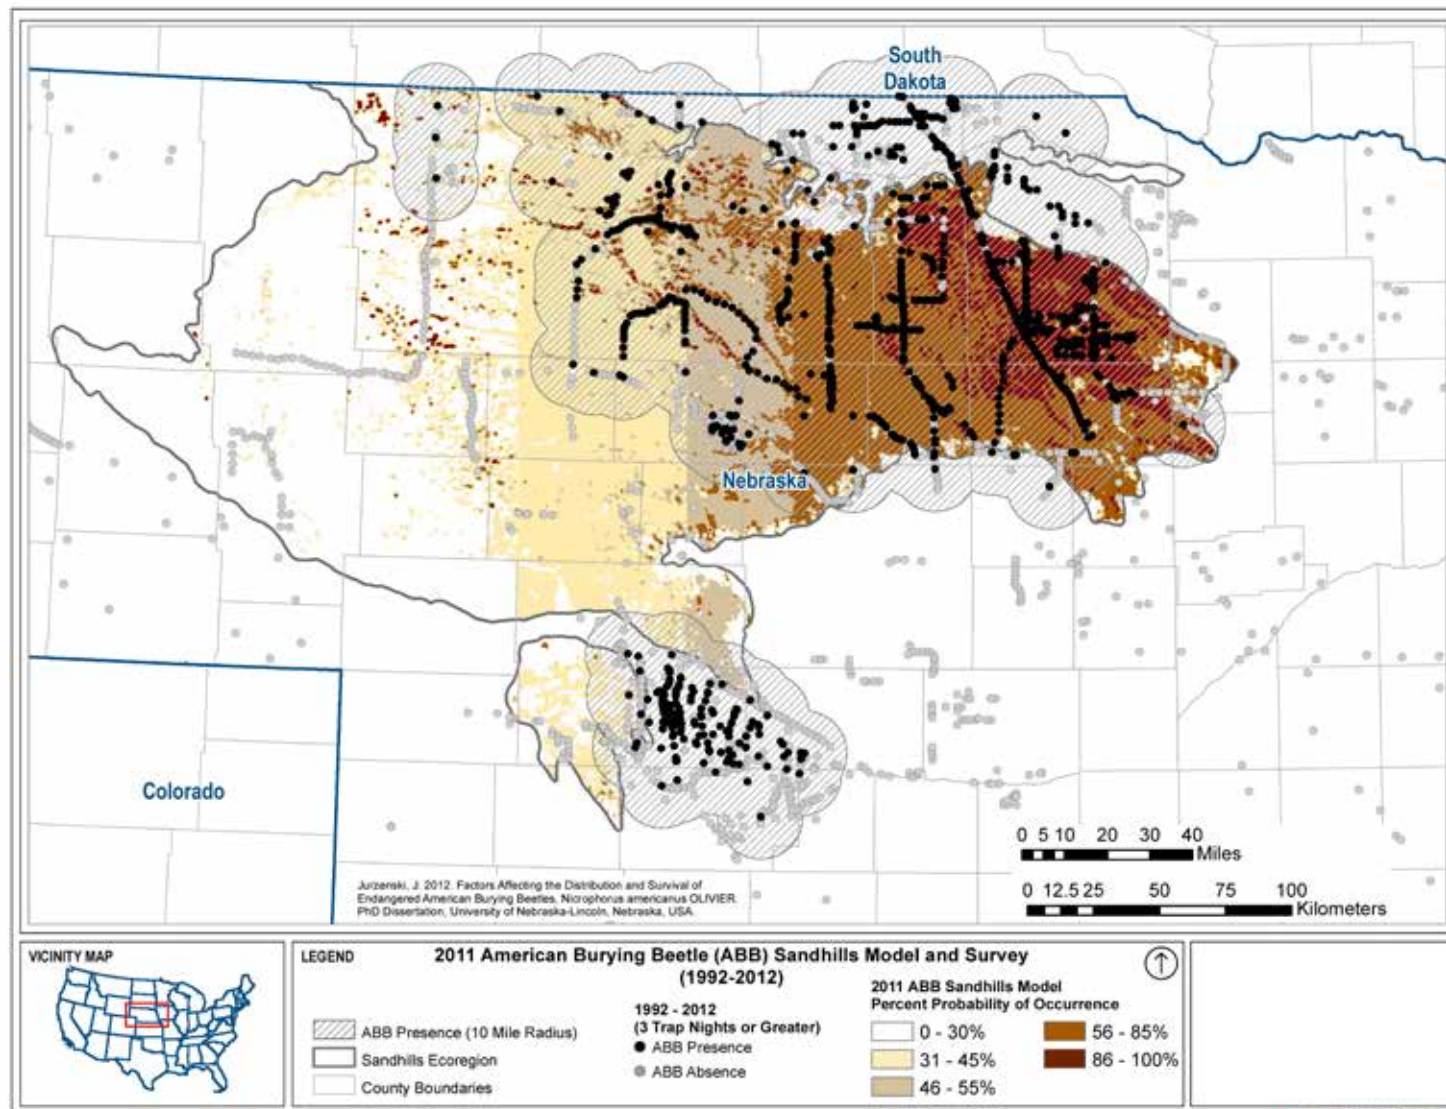 South
Dakota
Nebraska
Colorado
0 5 10 20 30 40
Miles
0 12.5 25 50 75 100
Kilometers
Jurzenski, J. 2012. Factors Affecting the Distribution and Survival of
Endangered American Burying Beetles, Nicrophorus americanus OLIVIER.
PhD Dissertation, University of Nebraska-Lincoln, Nebraska, USA.
VICINITY MAP
LEGEND
2011 American Burying Beetle (ABB) Sandhills Model and Survey
(1992-2012)
ABB Presence (10 Mile Radius)
Sandhills Ecoregion
County Boundaries
1992 - 2012
(3 Trap Nights or Greater)
ABB Presence
ABB Absence
2011 ABB Sandhills Model
Percent Probability of Occurrence
0 - 30%
31 - 45%
46 - 55%
56 - 85%
86 - 100%